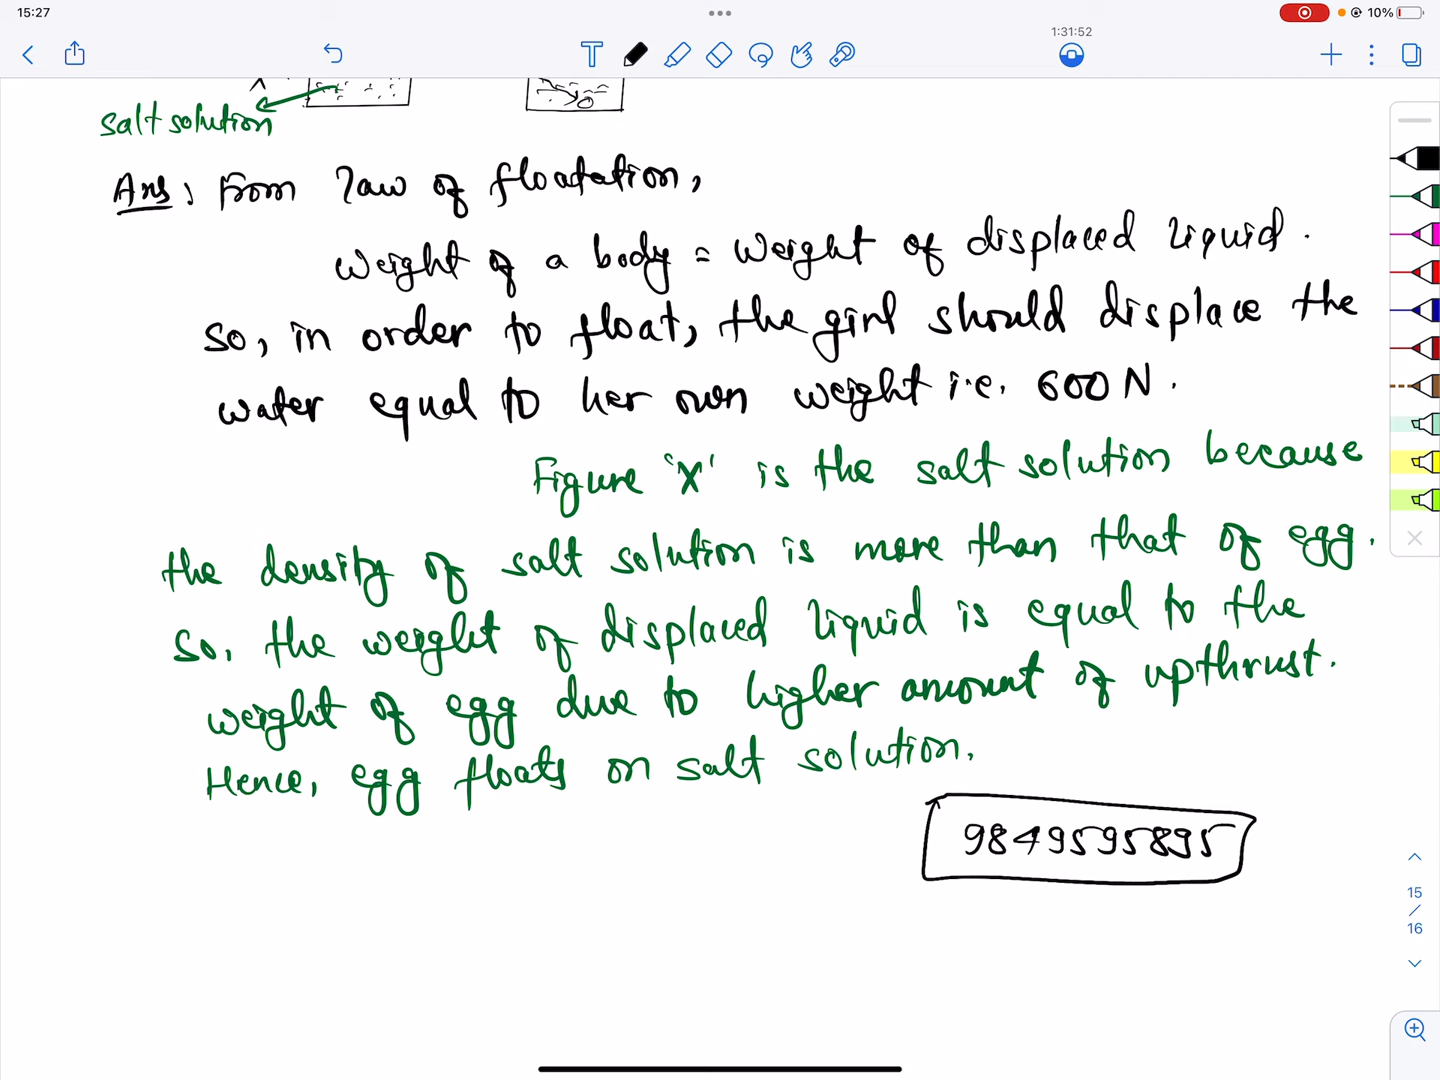 15:27
10%
1:31:52
salt solution
Ans: From law of floatation,
weight of a body = weight of displaced liquid.
so, in order to float, the girl should displace the
water equal to her own weight i.e. 600 N.
Figure 'X' is the salt solution because
the density of salt solution is more than that of egg.
so, the weight of displaced liquid is equal to the
weight of egg due to higher amount of upthrust.
Hence, egg floats on salt solution.
9849595895
15
/
16